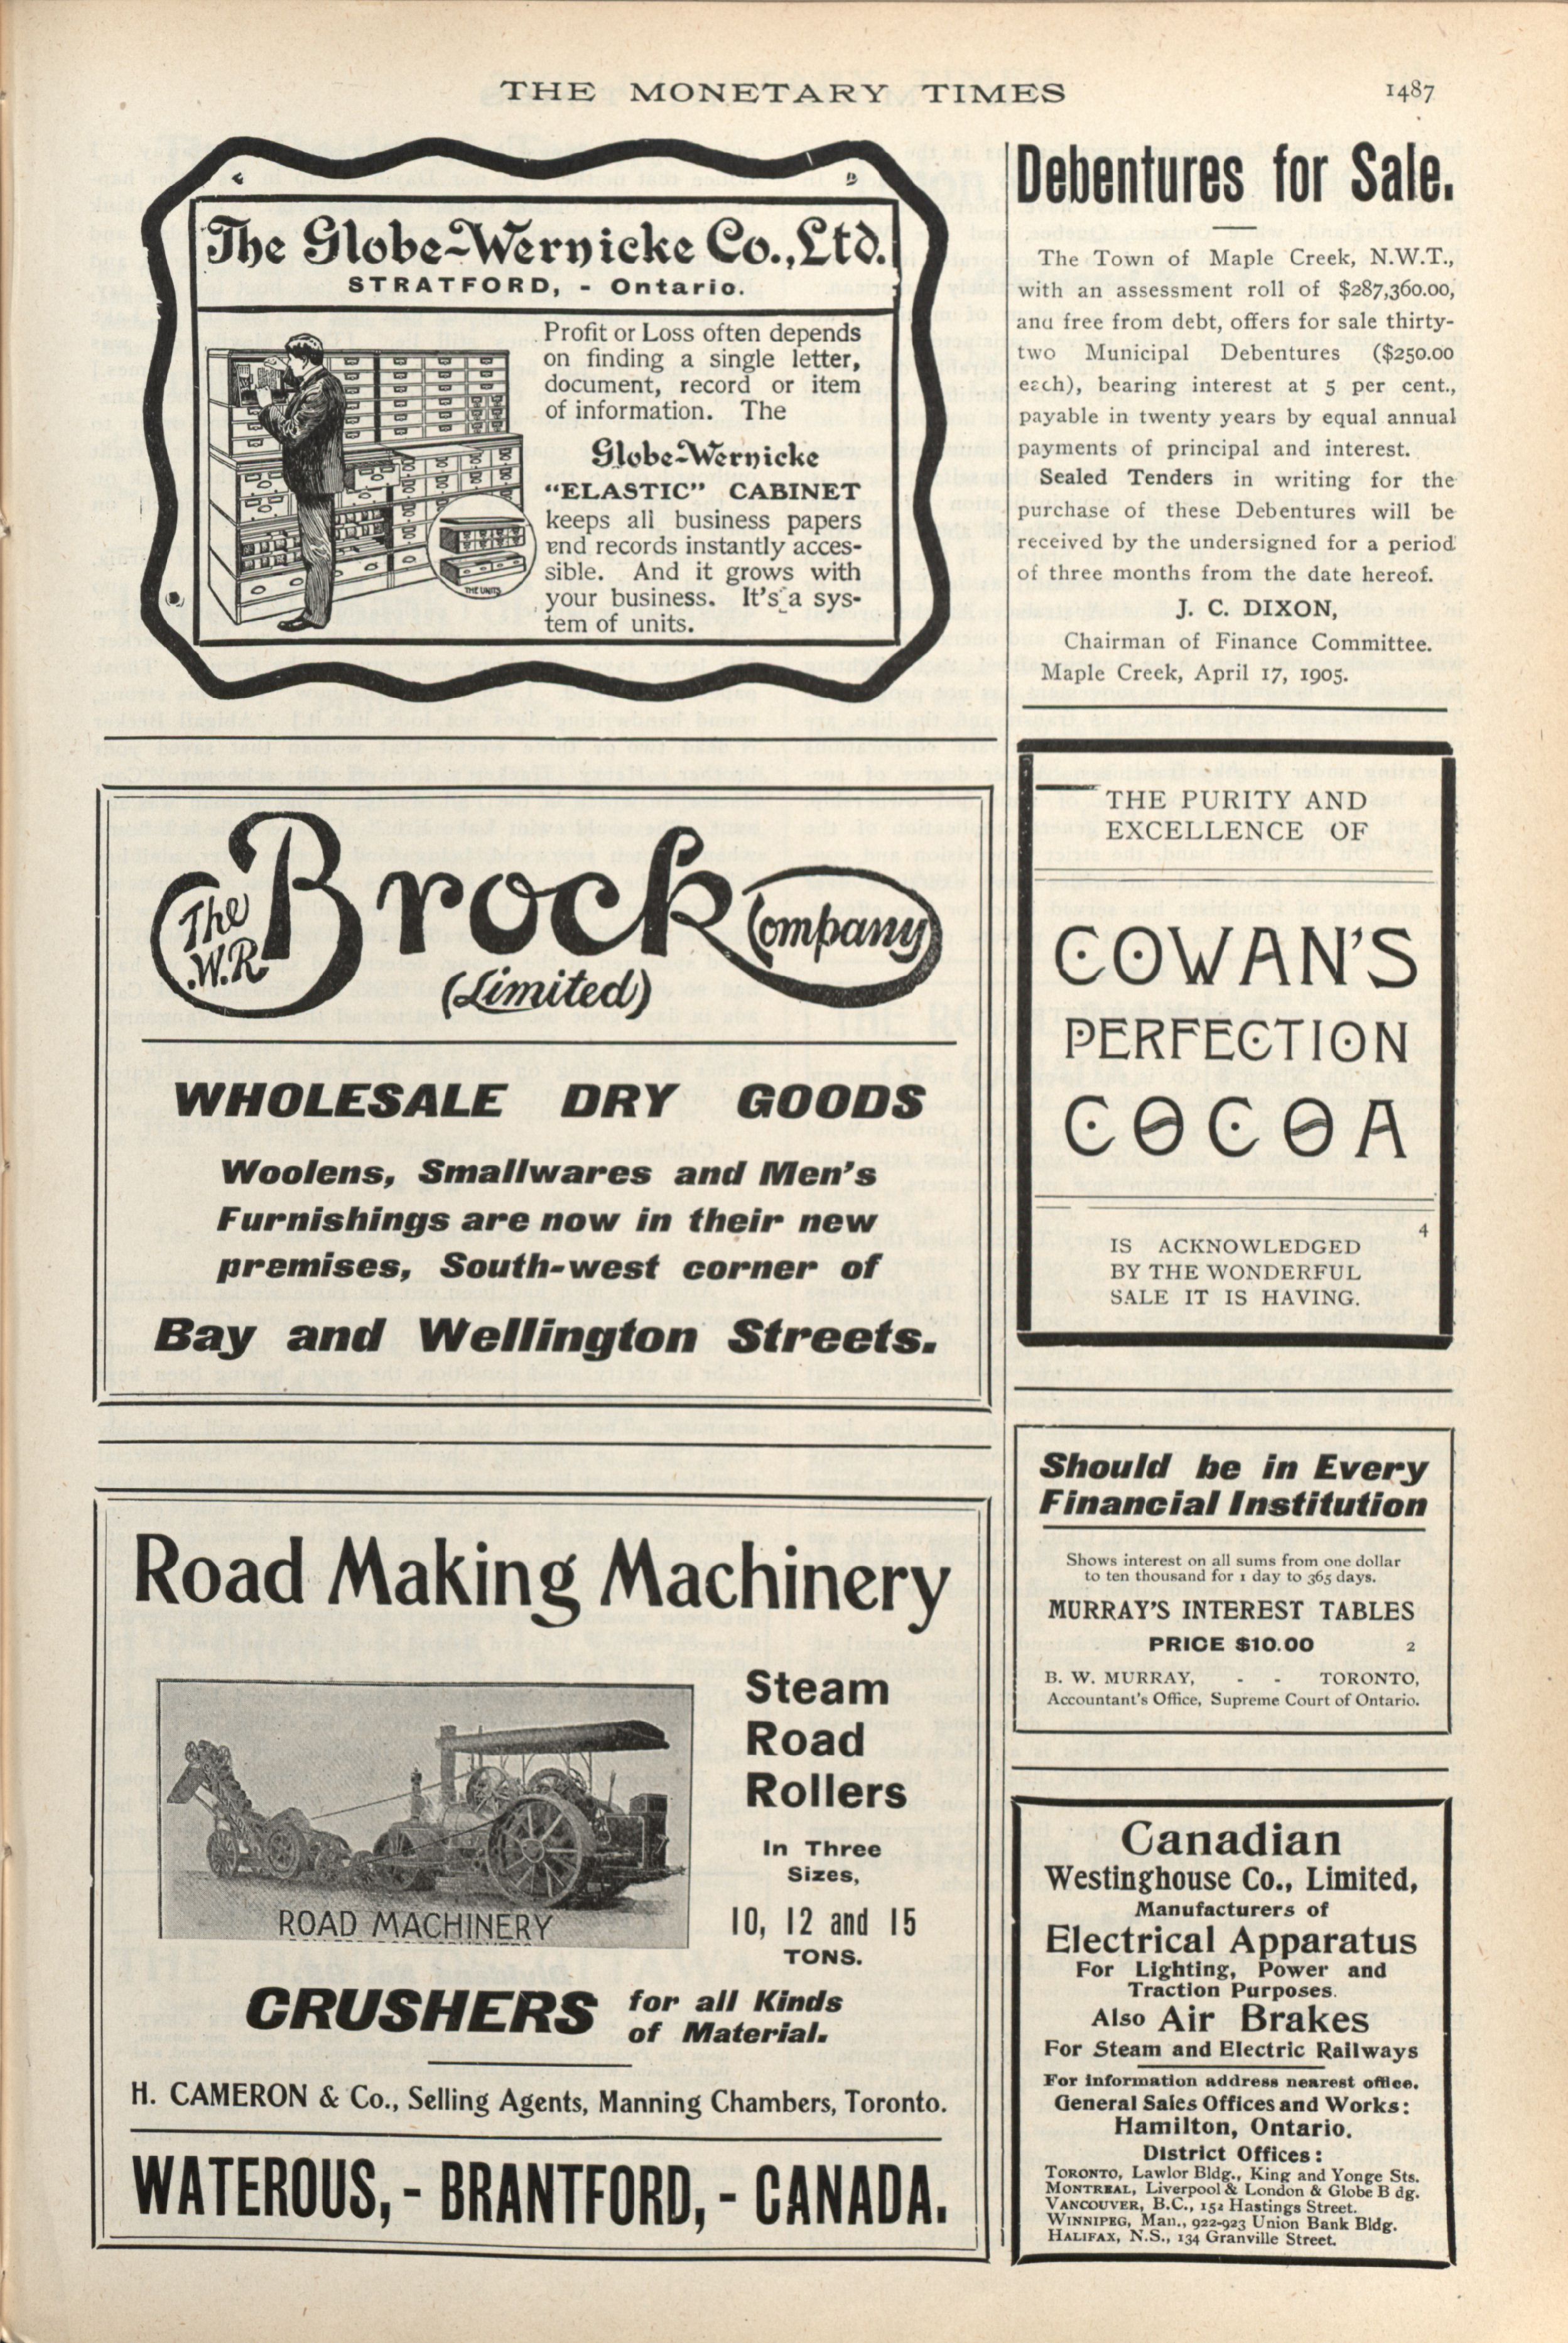 THE MONETARY TIMES
1487
The Globe-Wernicke Co., Ltd.
STRATFORD, - Ontario.
Profit or Loss often depends
on finding a single letter,
document, record or item
of information. The
Globe-Wernicke
"ELASTIC" CABINET
keeps all business papers
and records instantly acces-
sible. And it grows with
your business. It's a sys-
tem of units.
THE UNITS
The W.R. Brock Company
(Limited)
WHOLESALE DRY GOODS
Woolens, Smallwares and Men's
Furnishings are now in their new
premises, South-west corner of
Bay and Wellington Streets.
Road Making Machinery
ROAD MACHINERY
Steam
Road
Rollers
In Three
Sizes,
10, 12 and 15
TONS.
CRUSHERS for all Kinds
of Material.
H. CAMERON & Co., Selling Agents, Manning Chambers, Toronto.
WATEROUS, - BRANTFORD, - CANADA.
Debentures for Sale.
The Town of Maple Creek, N.W.T.,
with an assessment roll of $287,360.00,
and free from debt, offers for sale thirty-
two Municipal Debentures ($250.00
each), bearing interest at 5 per cent.,
payable in twenty years by equal annual
payments of principal and interest.
Sealed Tenders in writing for the
purchase of these Debentures will be
received by the undersigned for a period
of three months from the date hereof.
J. C. DIXON,
Chairman of Finance Committee.
Maple Creek, April 17, 1905.
THE PURITY AND
EXCELLENCE OF
COWAN'S
PERFECTION
COCOA
4
IS ACKNOWLEDGED
BY THE WONDERFUL
SALE IT IS HAVING.
Should be in Every
Financial Institution
Shows interest on all sums from one dollar
to ten thousand for 1 day to 365 days.
MURRAY'S INTEREST TABLES
PRICE $10.00 2
B. W. MURRAY, - - TORONTO,
Accountant's Office, Supreme Court of Ontario.
Canadian
Westinghouse Co., Limited,
Manufacturers of
Electrical Apparatus
For Lighting, Power and
Traction Purposes.
Also Air Brakes
For Steam and Electric Railways
For information address nearest office.
General Sales Offices and Works:
Hamilton, Ontario.
District Offices:
TORONTO, Lawlor Bldg., King and Yonge Sts.
MONTREAL, Liverpool & London & Globe B dg.
VANCOUVER, B.C., 152 Hastings Street.
WINNIPEG, Man., 922-923 Union Bank Bldg.
HALIFAX, N.S., 134 Granville Street.